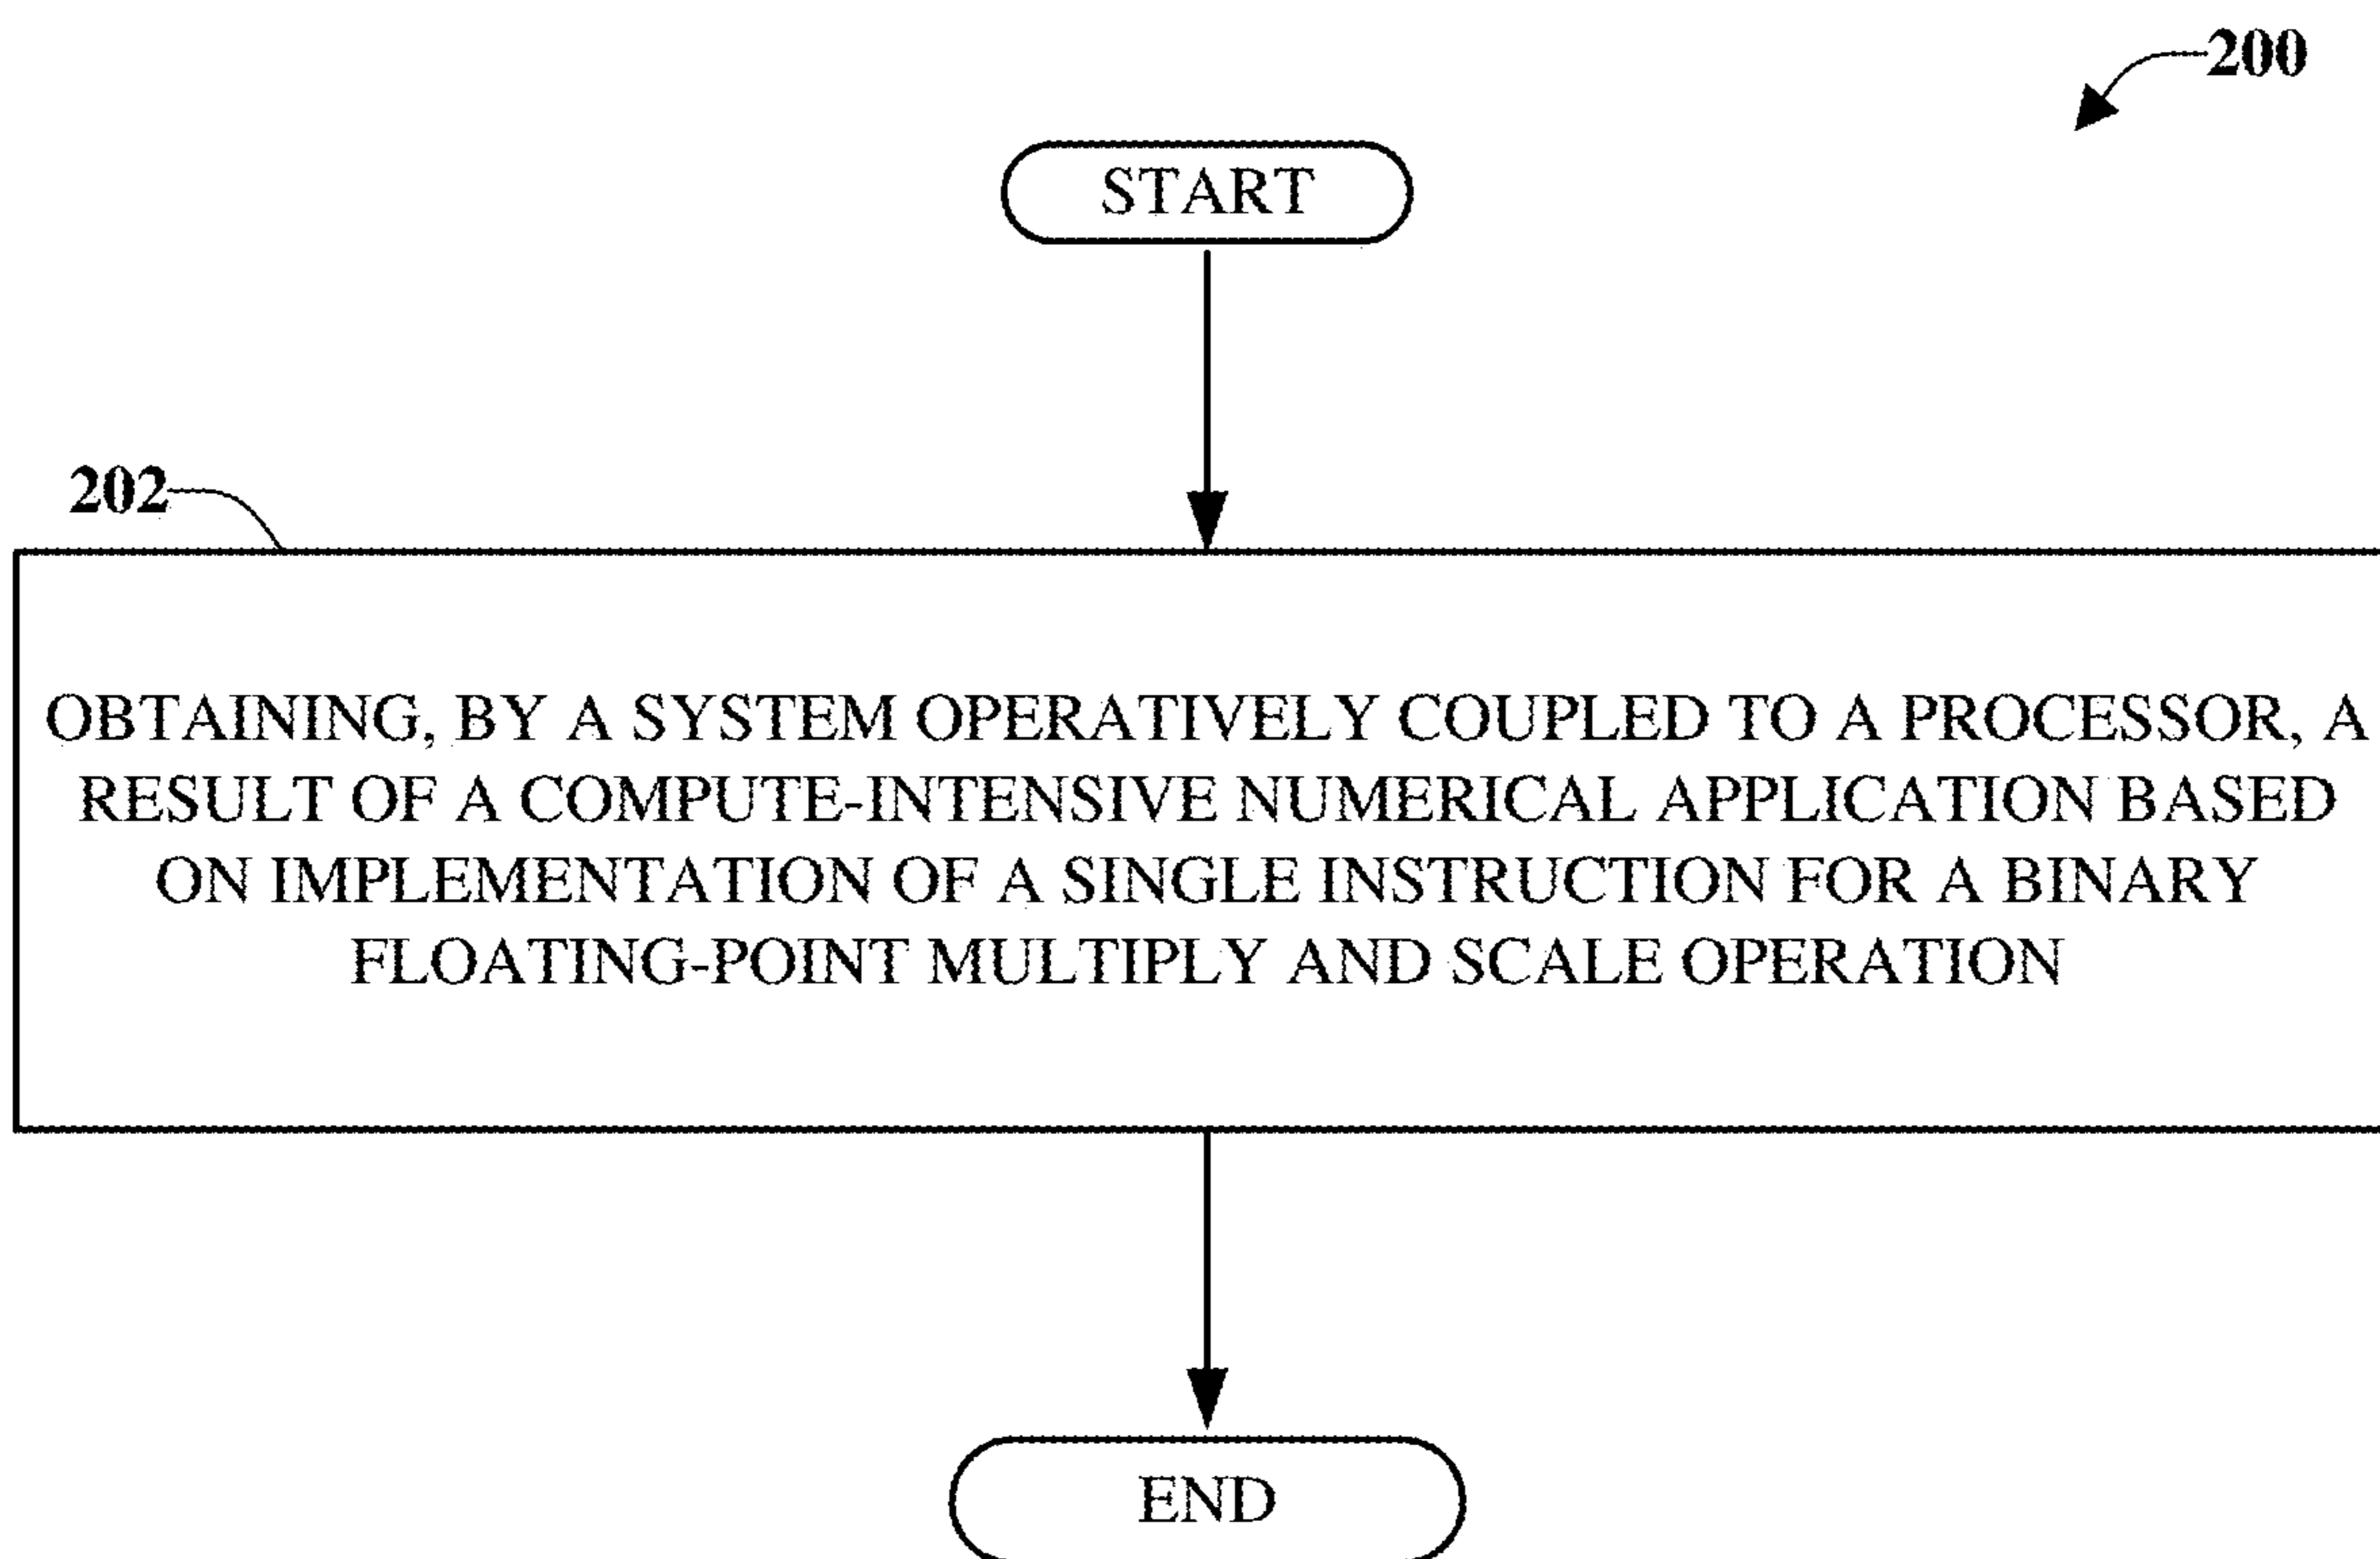 200
START
202
OBTAINING, BY A SYSTEM OPERATIVELY COUPLED TO A PROCESSOR, A
RESULT OF A COMPUTE-INTENSIVE NUMERICAL APPLICATION BASED
ON IMPLEMENTATION OF A SINGLE INSTRUCTION FOR A BINARY
FLOATING-POINT MULTIPLY AND SCALE OPERATION
END